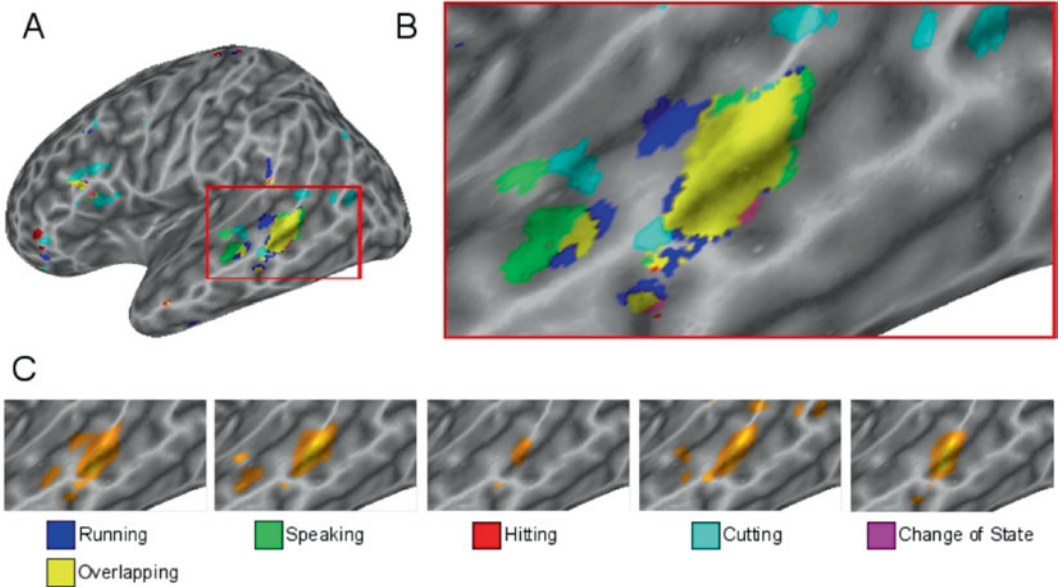 A
B
C
Running
Speaking
Hitting
Cutting
Change of State
Overlapping